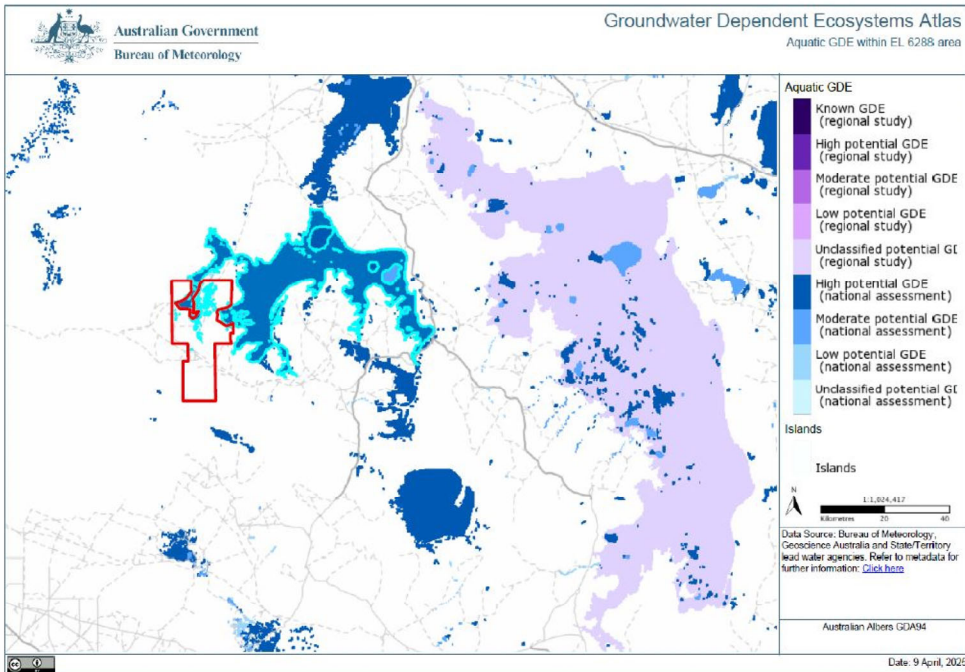 Australian Government
Bureau of Meteorology
Groundwater Dependent Ecosystems Atlas
Aquatic GDE within EL 6288 area
Aquatic GDE
Known GDE
(regional study)
High potential GDE
(regional study)
Moderate potential GDE
(regional study)
Low potential GDE
(regional study)
Unclassified potential GI
(regional study)
High potential GDE
(national assessment)
Moderate potential GDE
(national assessment)
Low potential GDE
(national assessment)
Unclassified potential GI
(national assessment)
Islands
Islands
N
1:1,024,417
Kilometres 20 40
Data Source: Bureau of Meteorology,
Geoscience Australia and State/Territory
lead water agencies. Refer to metadata for
further information: Click here
Australian Albers GDA94
Date: 9 April, 2026